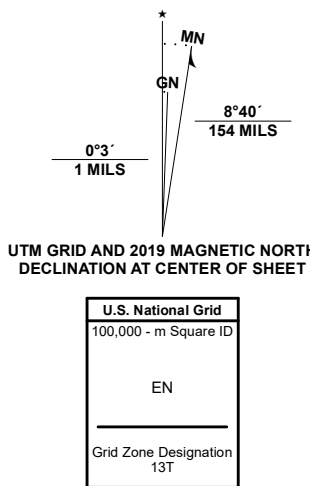 ★
MN
GN
8°40´
154 MILS
0°3´
1 MILS
UTM GRID AND 2019 MAGNETIC NORTH
DECLINATION AT CENTER OF SHEET
U.S. National Grid
100,000 - m Square ID
EN
Grid Zone Designation
13T